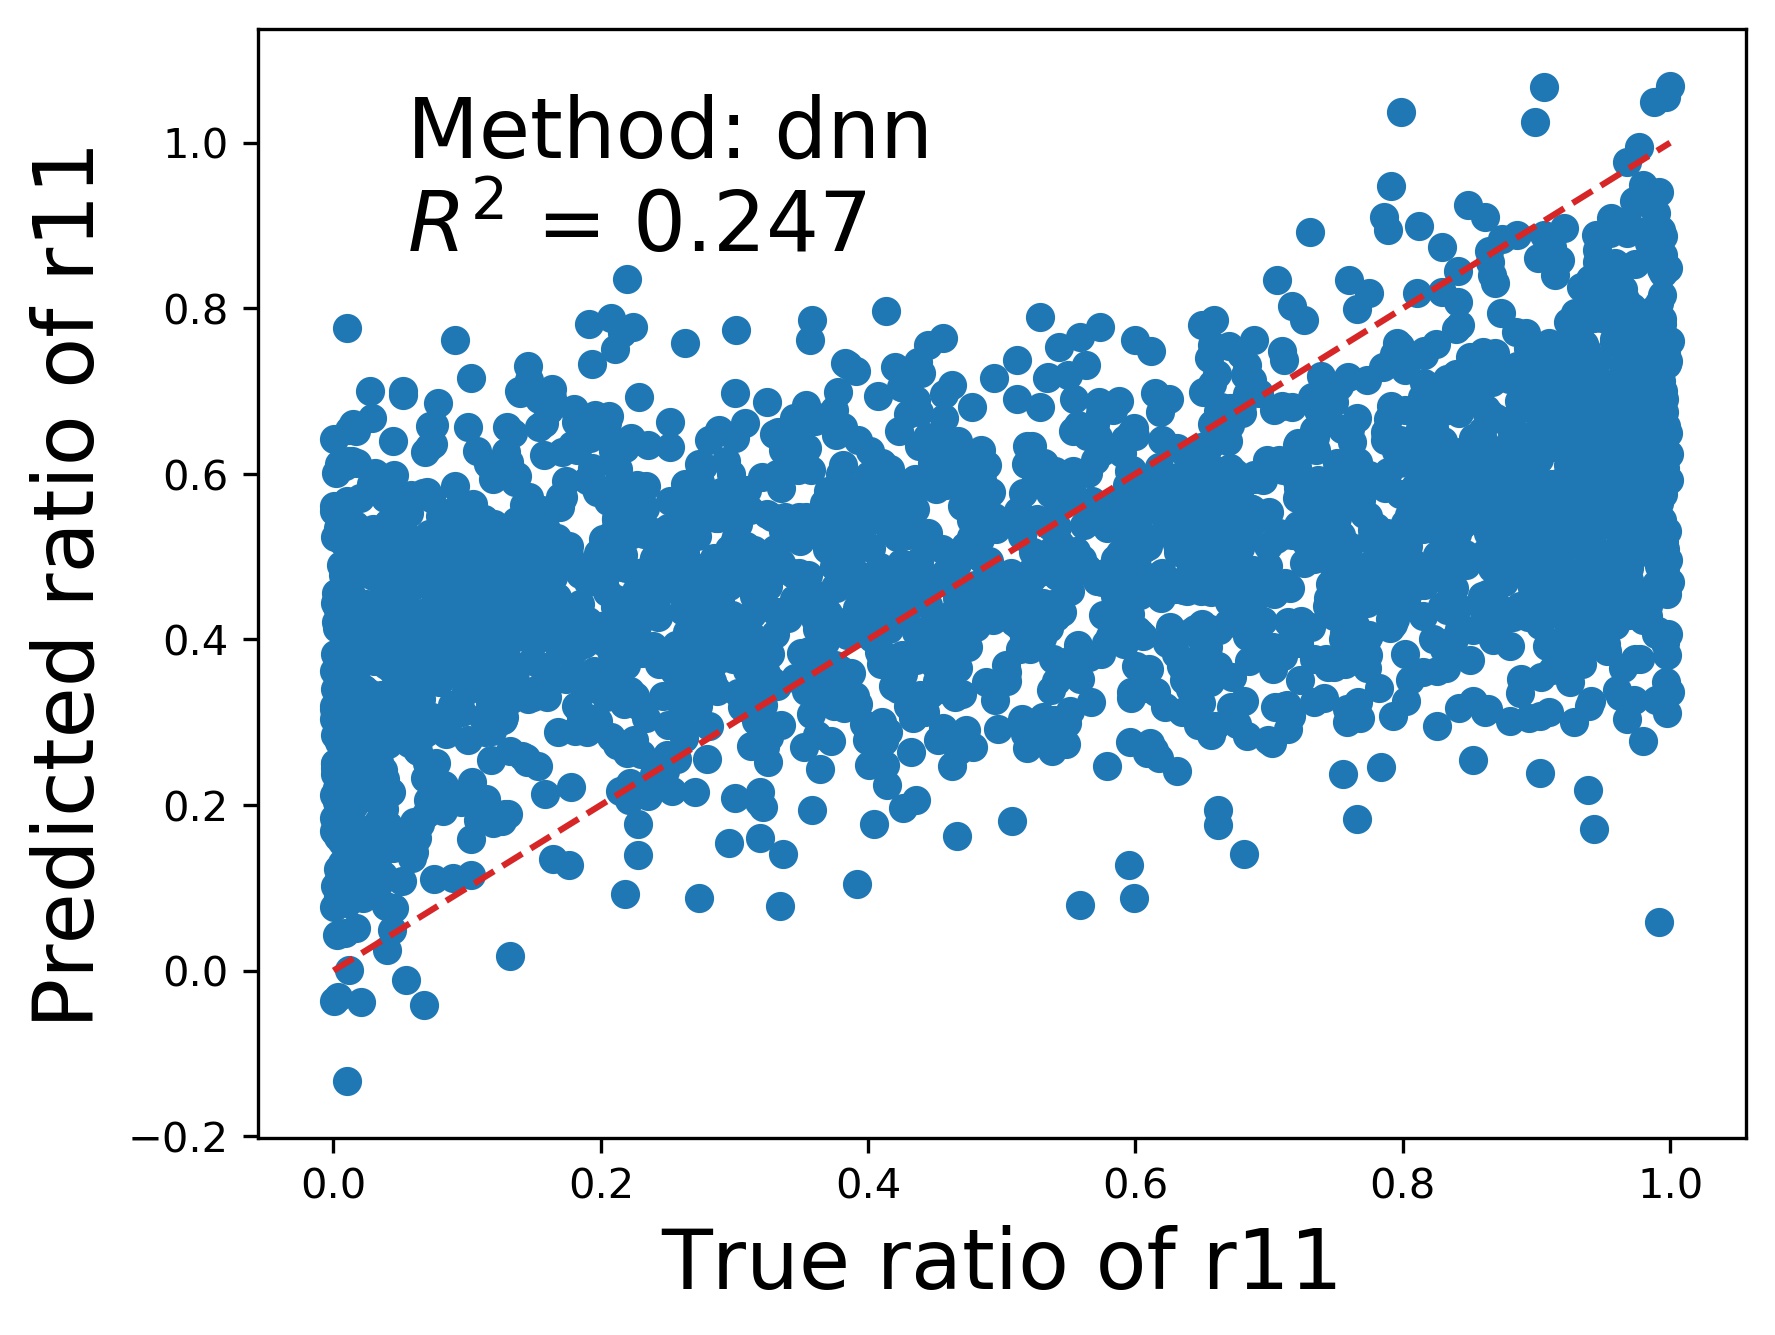 Method: dnn
R² = 0.247
Predicted ratio of r11
1.0
0.8
0.6
0.4
0.2
0.0
−0.2
0.0 0.2 0.4 0.6 0.8 1.0
True ratio of r11